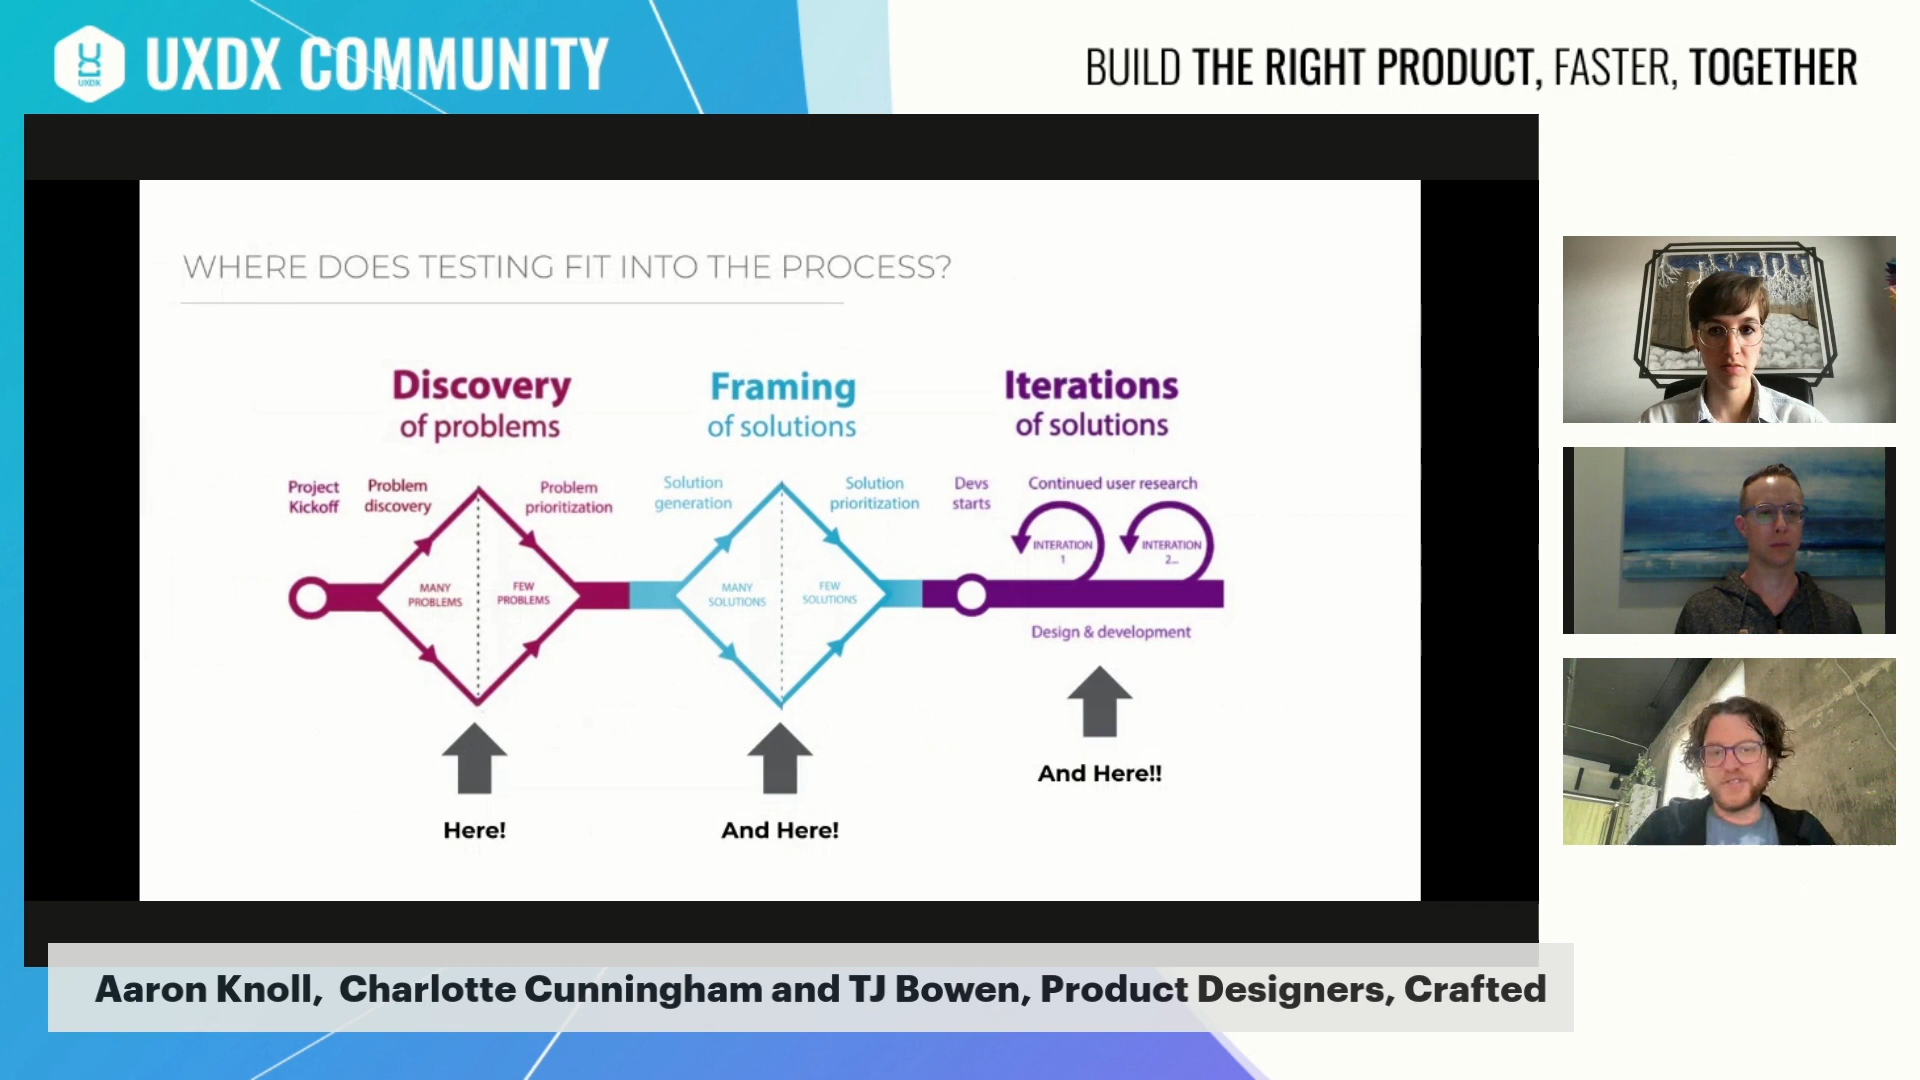 UXDX
UXDX COMMUNITY
BUILD THE RIGHT PRODUCT, FASTER, TOGETHER
WHERE DOES TESTING FIT INTO THE PROCESS?
Discovery
of problems
Framing
of solutions
Iterations
of solutions
Project
Kickoff
Problem
discovery
Problem
prioritization
Solution
generation
Solution
prioritization
Devs
starts
Continued user research
MANY
PROBLEMS
FEW
PROBLEMS
MANY
SOLUTIONS
FEW
SOLUTIONS
INTERATION
1
INTERATION
2...
Design & development
Here!
And Here!
And Here!!
Aaron Knoll, Charlotte Cunningham and TJ Bowen, Product Designers, Crafted